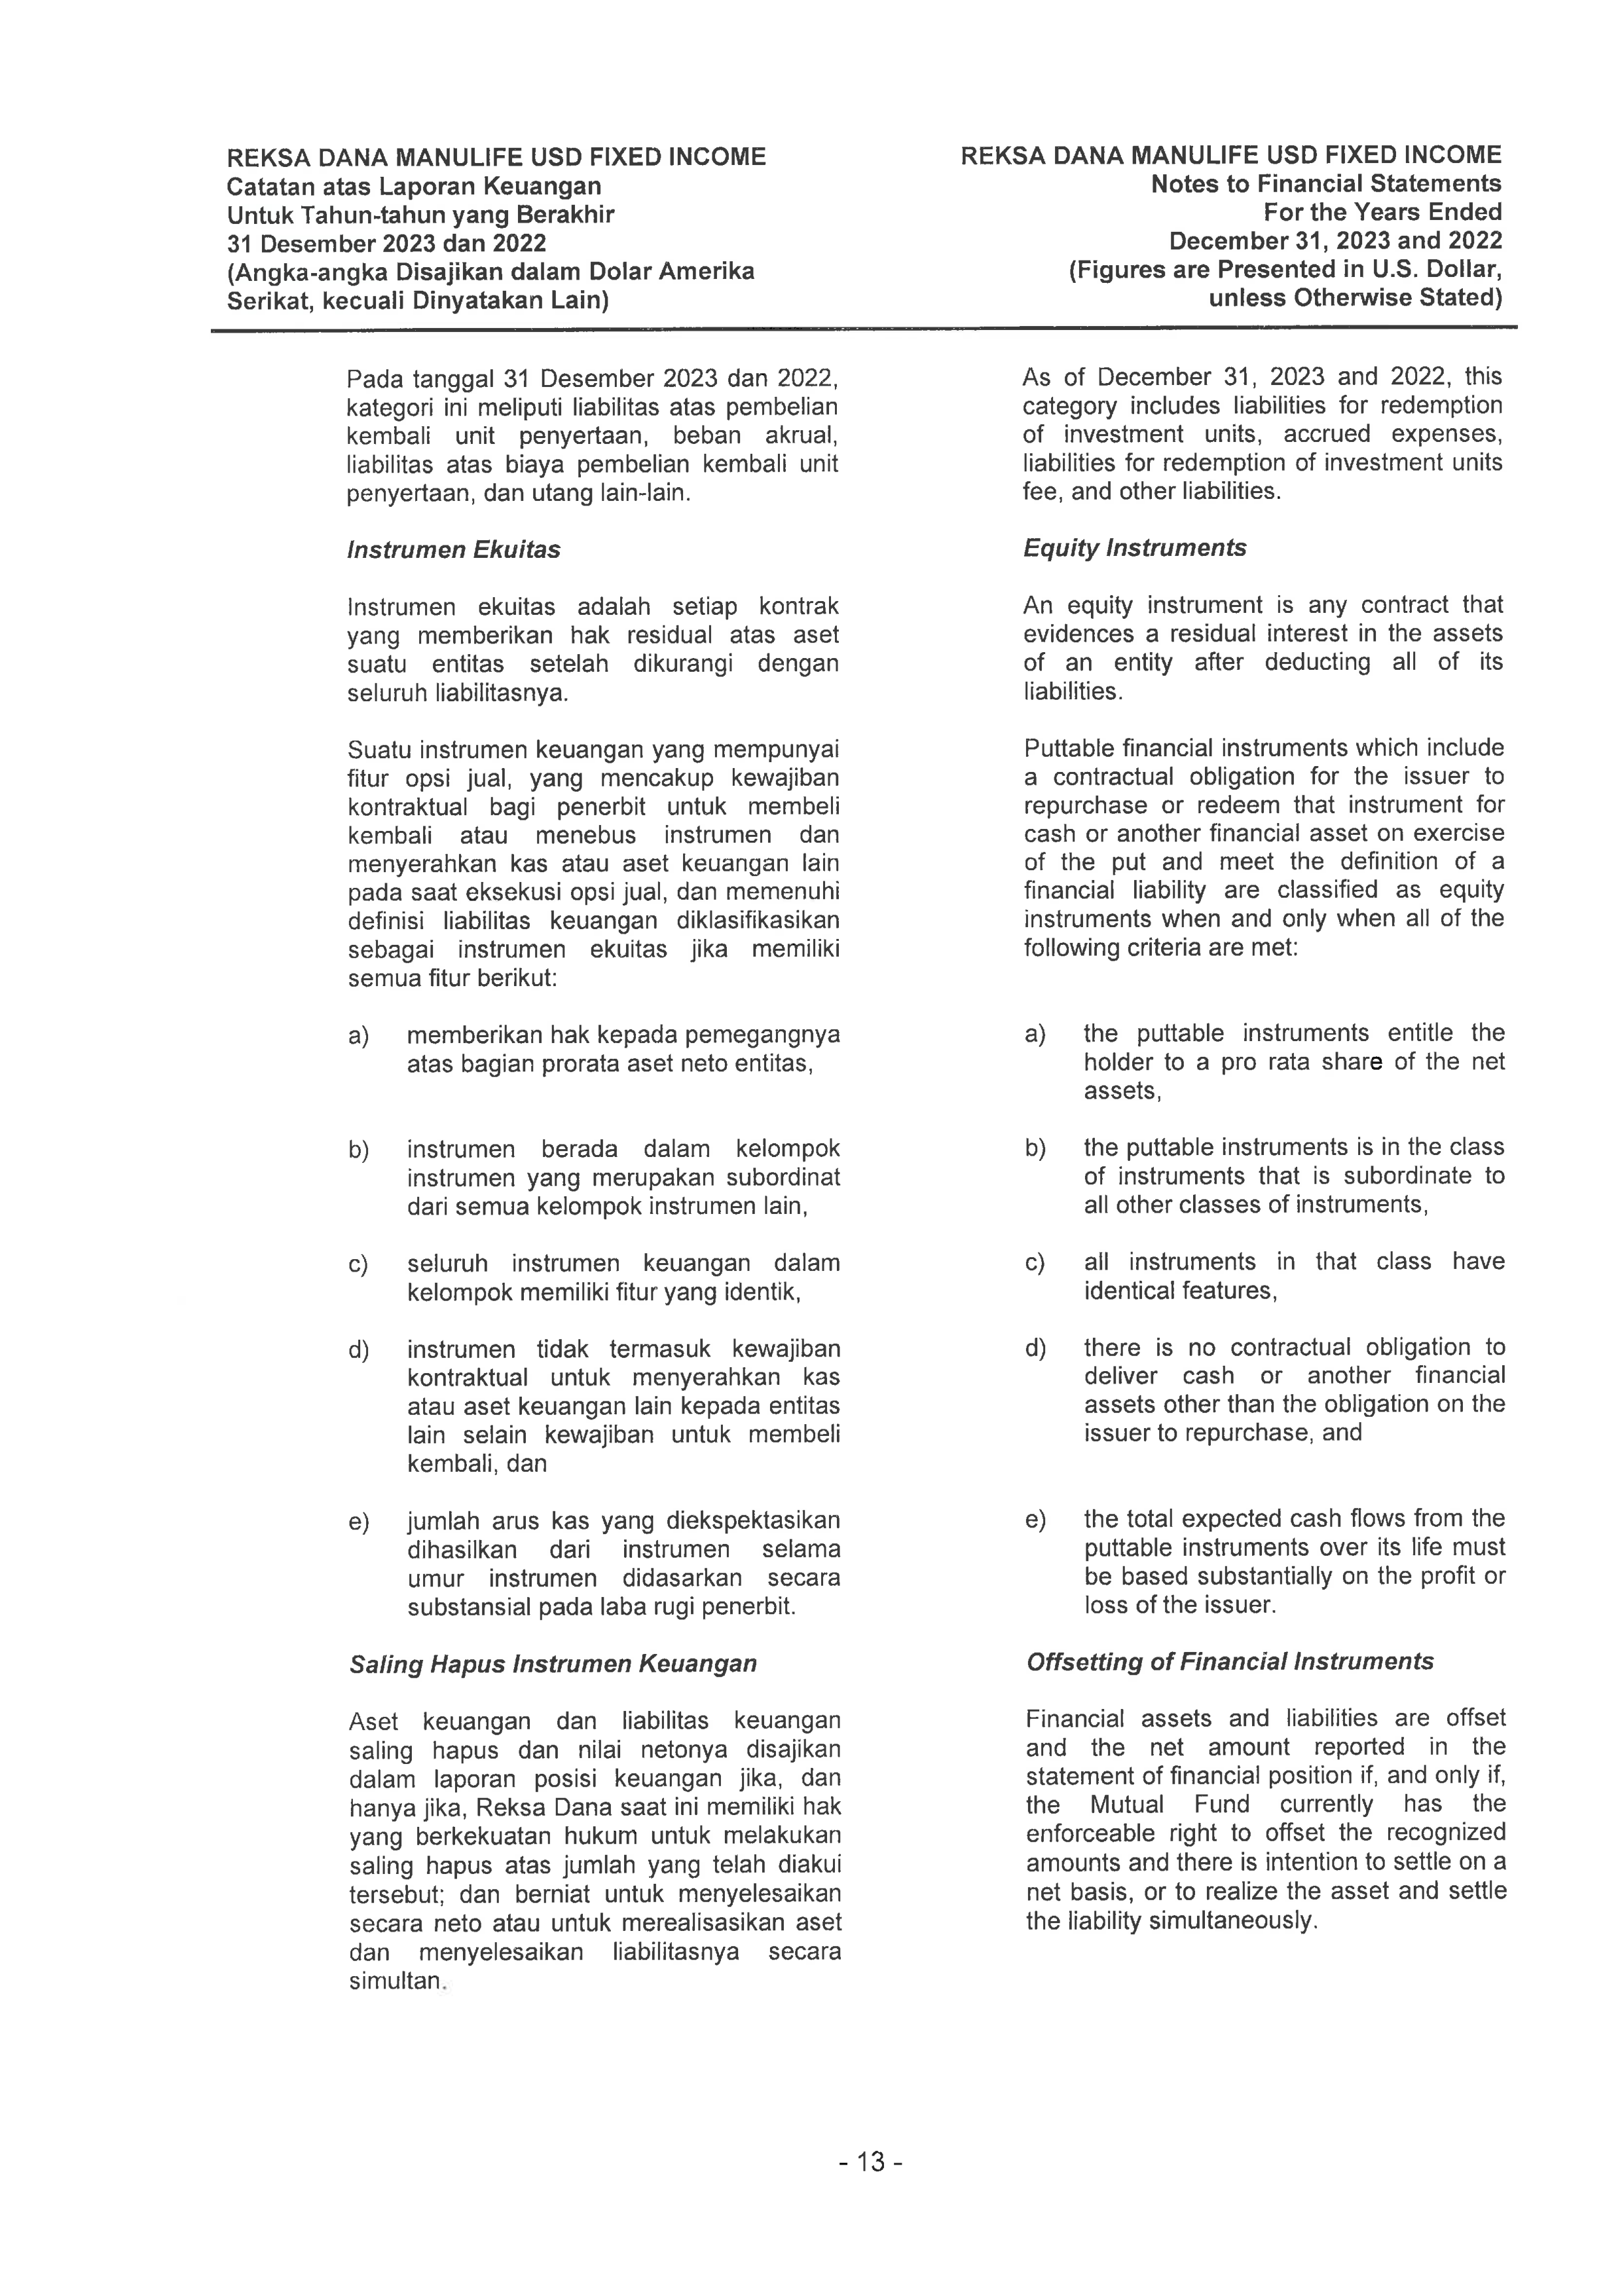 REKSA DANA MANULIFE USD FIXED INCOME
Catatan atas Laporan Keuangan
Untuk Tahun-tahun yang Berakhir
31 Desember 2023 dan 2022
(Angka-angka Disajikan dalam Dolar Amerika
Serikat, kecuali Dinyatakan Lain)
REKSA DANA MANULIFE USD FIXED INCOME
Notes to Financial Statements
For the Years Ended
December 31, 2023 and 2022
(Figures are Presented in U.S. Dollar,
unless Otherwise Stated)
Pada tanggal 31 Desember 2023 dan 2022,
kategori ini meliputi liabilitas atas pembelian
kembali unit penyertaan, beban akrual,
liabilitas atas biaya pembelian kembali unit
penyertaan, dan utang lain-lain.
Instrumen Ekuitas
Instrumen ekuitas adalah setiap kontrak
yang memberikan hak residual atas aset
suatu entitas setelah dikurangi dengan
seluruh liabilitasnya.
Suatu instrumen keuangan yang mempunyai
fitur opsi jual, yang mencakup kewajiban
kontraktual bagi penerbit untuk membeli
kembali atau menebus instrumen dan
menyerahkan kas atau aset keuangan lain
pada saat eksekusi opsi jual, dan memenuhi
definisi liabilitas keuangan diklasifikasikan
sebagai instrumen ekuitas jika memiliki
semua fitur berikut:
a) memberikan hak kepada pemegangnya
atas bagian prorata aset neto entitas,
b) instrumen berada dalam kelompok
instrumen yang merupakan subordinat
dari semua kelompok instrumen lain,
c) seluruh instrumen keuangan dalam
kelompok memiliki fitur yang identik,
d) instrumen tidak termasuk kewajiban
kontraktual untuk menyerahkan kas
atau aset keuangan lain kepada entitas
lain selain kewajiban untuk membeli
kembali, dan
e) jumlah arus kas yang diekspektasikan
dihasilkan dari instrumen selama
umur instrumen didasarkan secara
substansial pada laba rugi penerbit.
Saling Hapus Instrumen Keuangan
Aset keuangan dan liabilitas keuangan
saling hapus dan nilai netonya disajikan
dalam laporan posisi keuangan jika, dan
hanya jika, Reksa Dana saat ini memiliki hak
yang berkekuatan hukum untuk melakukan
saling hapus atas jumlah yang telah diakui
tersebut; dan berniat untuk menyelesaikan
secara neto atau untuk merealisasikan aset
dan menyelesaikan liabilitasnya secara
simultan.
As of December 31, 2023 and 2022, this
category includes liabilities for redemption
of investment units, accrued expenses,
liabilities for redemption of investment units
fee, and other liabilities.
Equity Instruments
An equity instrument is any contract that
evidences a residual interest in the assets
of an entity after deducting all of its
liabilities.
Puttable financial instruments which include
a contractual obligation for the issuer to
repurchase or redeem that instrument for
cash or another financial asset on exercise
of the put and meet the definition of a
financial liability are classified as equity
instruments when and only when all of the
following criteria are met:
a) the puttable instruments entitle the
holder to a pro rata share of the net
assets,
b) the puttable instruments is in the class
of instruments that is subordinate to
all other classes of instruments,
c) all instruments in that class have
identical features,
d) there is no contractual obligation to
deliver cash or another financial
assets other than the obligation on the
issuer to repurchase, and
e) the total expected cash flows from the
puttable instruments over its life must
be based substantially on the profit or
loss of the issuer.
Offsetting of Financial Instruments
Financial assets and liabilities are offset
and the net amount reported in the
statement of financial position if, and only if,
the Mutual Fund currently has the
enforceable right to offset the recognized
amounts and there is intention to settle on a
net basis, or to realize the asset and settle
the liability simultaneously.
- 13 -